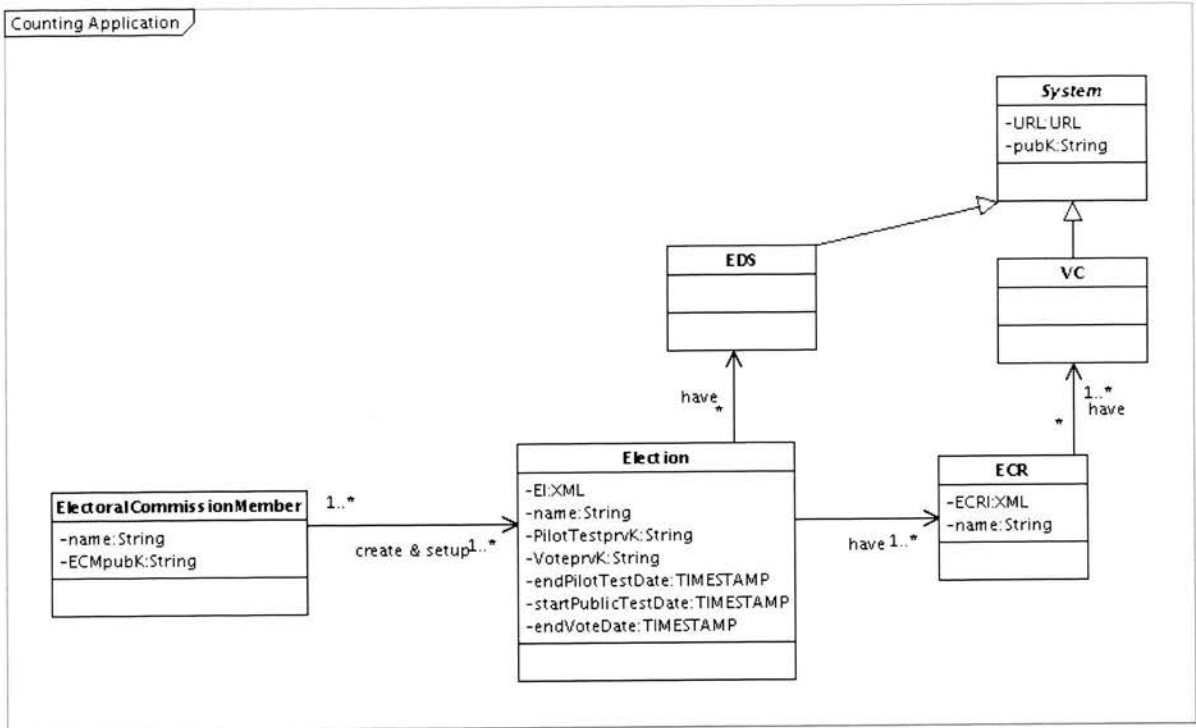 Counting Application
System
-URL:URL
-pubK:String
EDS
VC
have
*
1..*
have
*
ElectoralCommissionMember
-name:String
-ECMpubK:String
1..*
create & setup
1..*
Election
-EI:XML
-name:String
-PilotTestprvK:String
-VoteprvK:String
-endPilotTestDate:TIMESTAMP
-startPublicTestDate:TIMESTAMP
-endVoteDate:TIMESTAMP
have 1..*
ECR
-ECRI:XML
-name:String